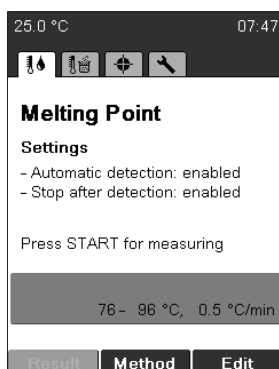 25.0 °C 07:47
Melting Point
Settings
- Automatic detection: enabled
- Stop after detection: enabled
Press START for measuring
76 - 96 °C, 0.5 °C/min
Result Method Edit